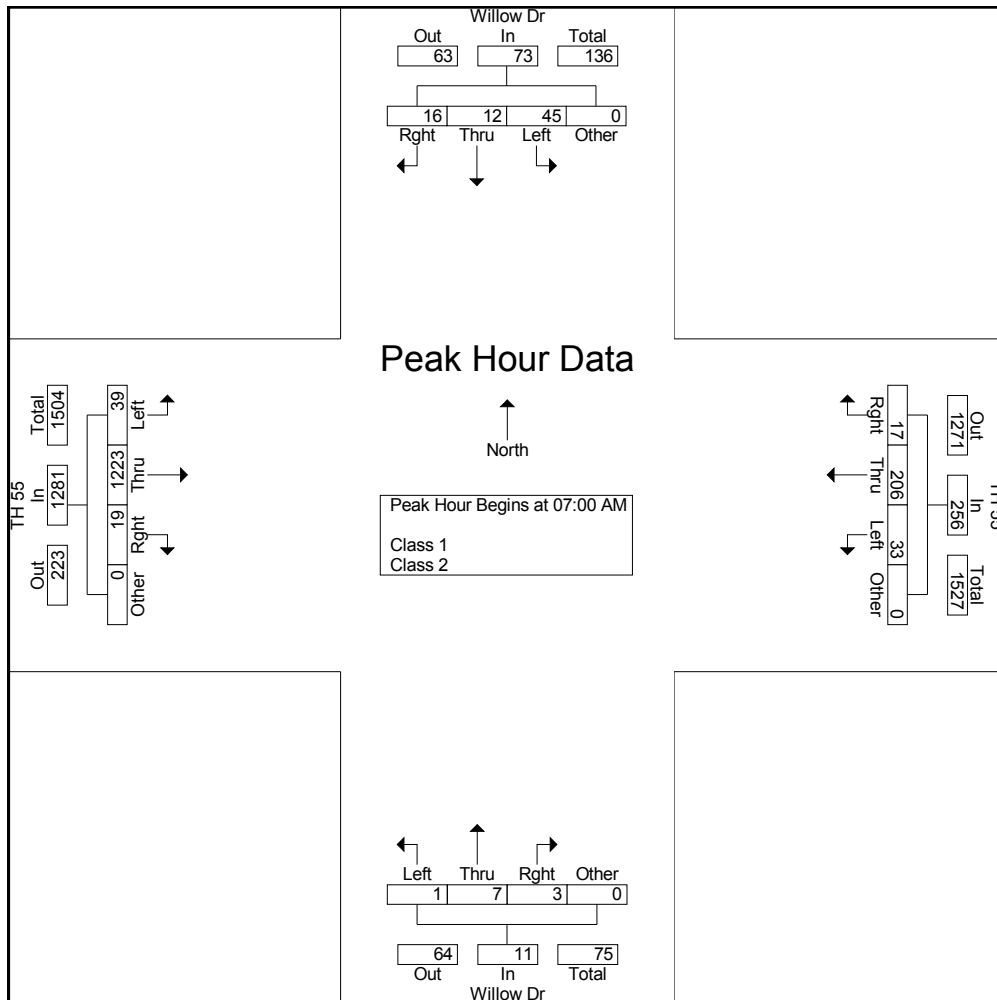 Willow Dr
Out In Total
63 73 136
16 12 45 0
Rght Thru Left Other
Peak Hour Data
North
Peak Hour Begins at 07:00 AM
Class 1
Class 2
TH 55
Total In Out
1504 1281 223
39 1223 19 0
Left Thru Rght Other
Rght Thru Left Other
17 206 33 0
Out In Total
1271 256 1527
Left Thru Rght Other
1 7 3 0
64 11 75
Out In Total
Willow Dr